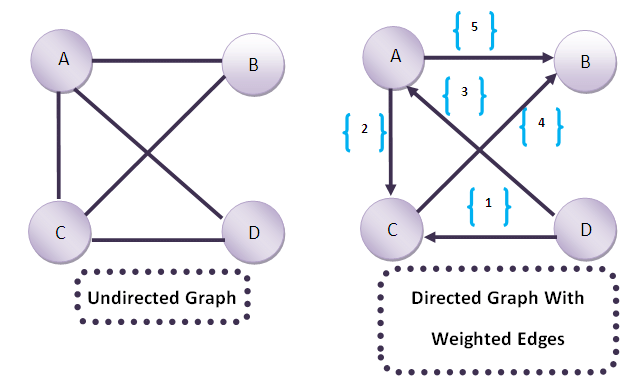 A
B
C
D
Undirected Graph
A
B
C
D
{ 5 }
{ 3 }
{ 2 }
{ 4 }
{ 1 }
Directed Graph With
Weighted Edges